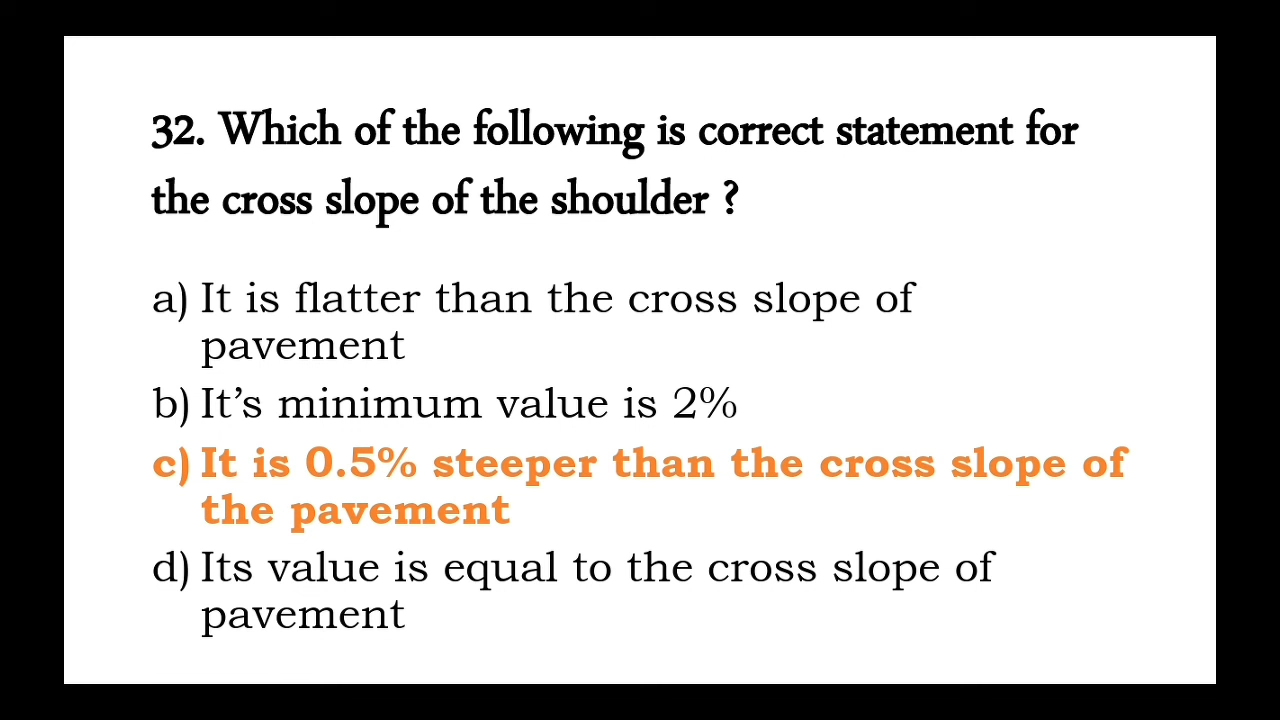 32. Which of the following is correct statement for
the cross slope of the shoulder ?
a) It is flatter than the cross slope of
pavement
b) It’s minimum value is 2%
c) It is 0.5% steeper than the cross slope of
the pavement
d) Its value is equal to the cross slope of
pavement